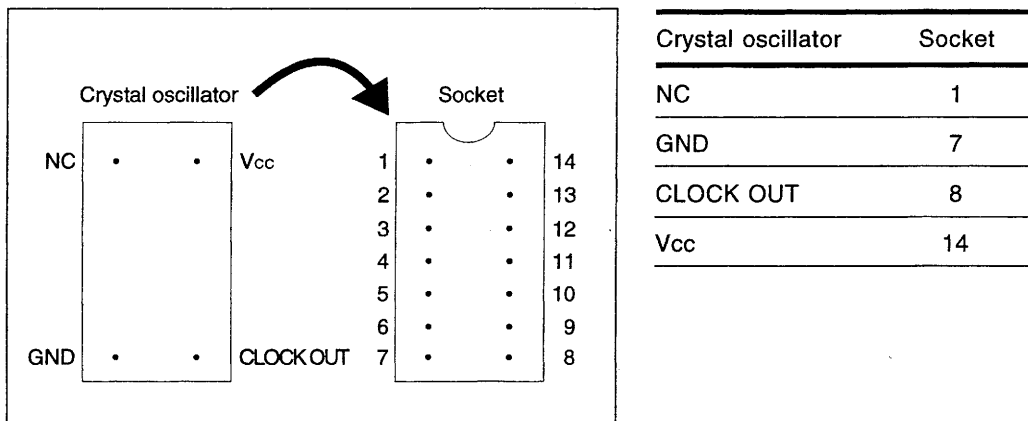 Crystal oscillator Socket
NC Vcc 1 14
2 13
3 12
4 11
5 10
6 9
GND CLOCK OUT 7 8
Crystal oscillator Socket
NC 1
GND 7
CLOCK OUT 8
Vcc 14